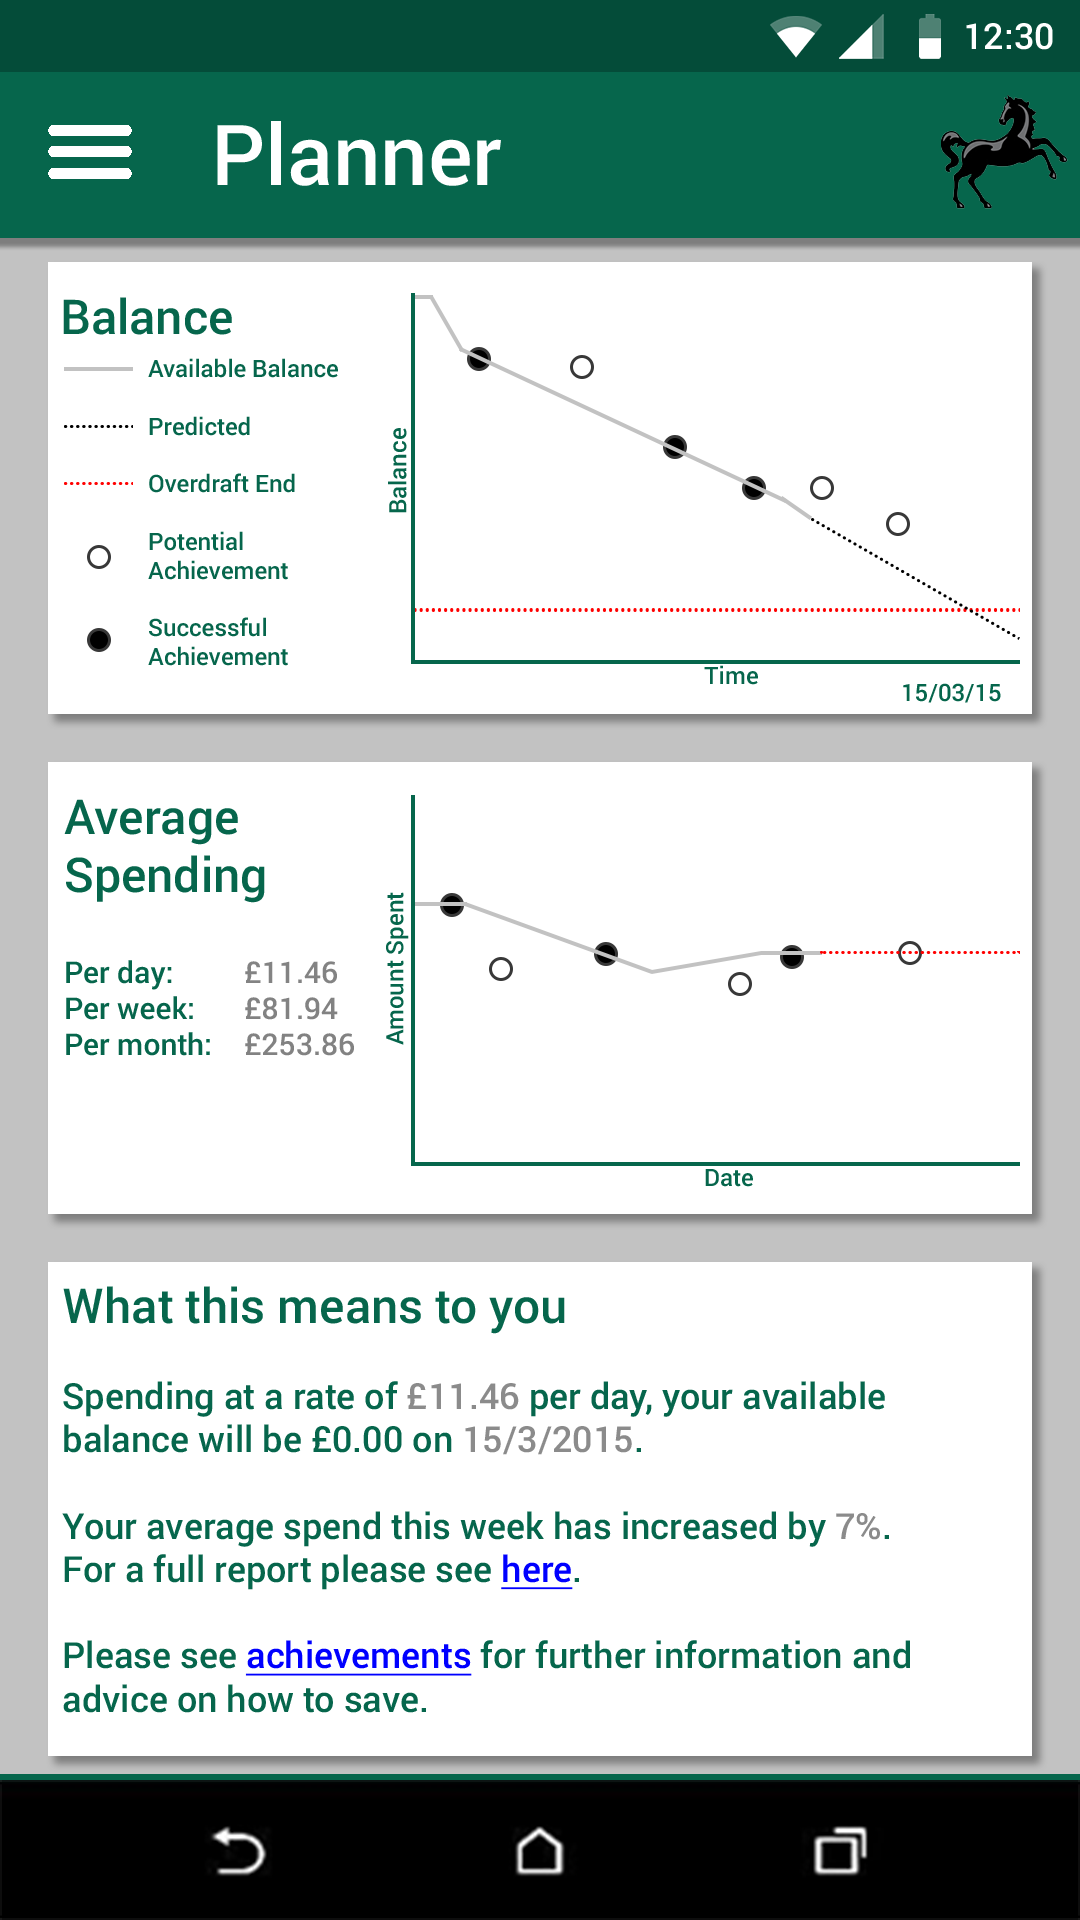 12:30
Planner
Balance
Available Balance
Predicted
Overdraft End
Potential
Achievement
Successful
Achievement
Balance
Time
15/03/15
Average
Spending
Per day: £11.46
Per week: £81.94
Per month: £253.86
Amount Spent
Date
What this means to you
Spending at a rate of £11.46 per day, your available
balance will be £0.00 on 15/3/2015.
Your average spend this week has increased by 7%.
For a full report please see here.
Please see achievements for further information and
advice on how to save.